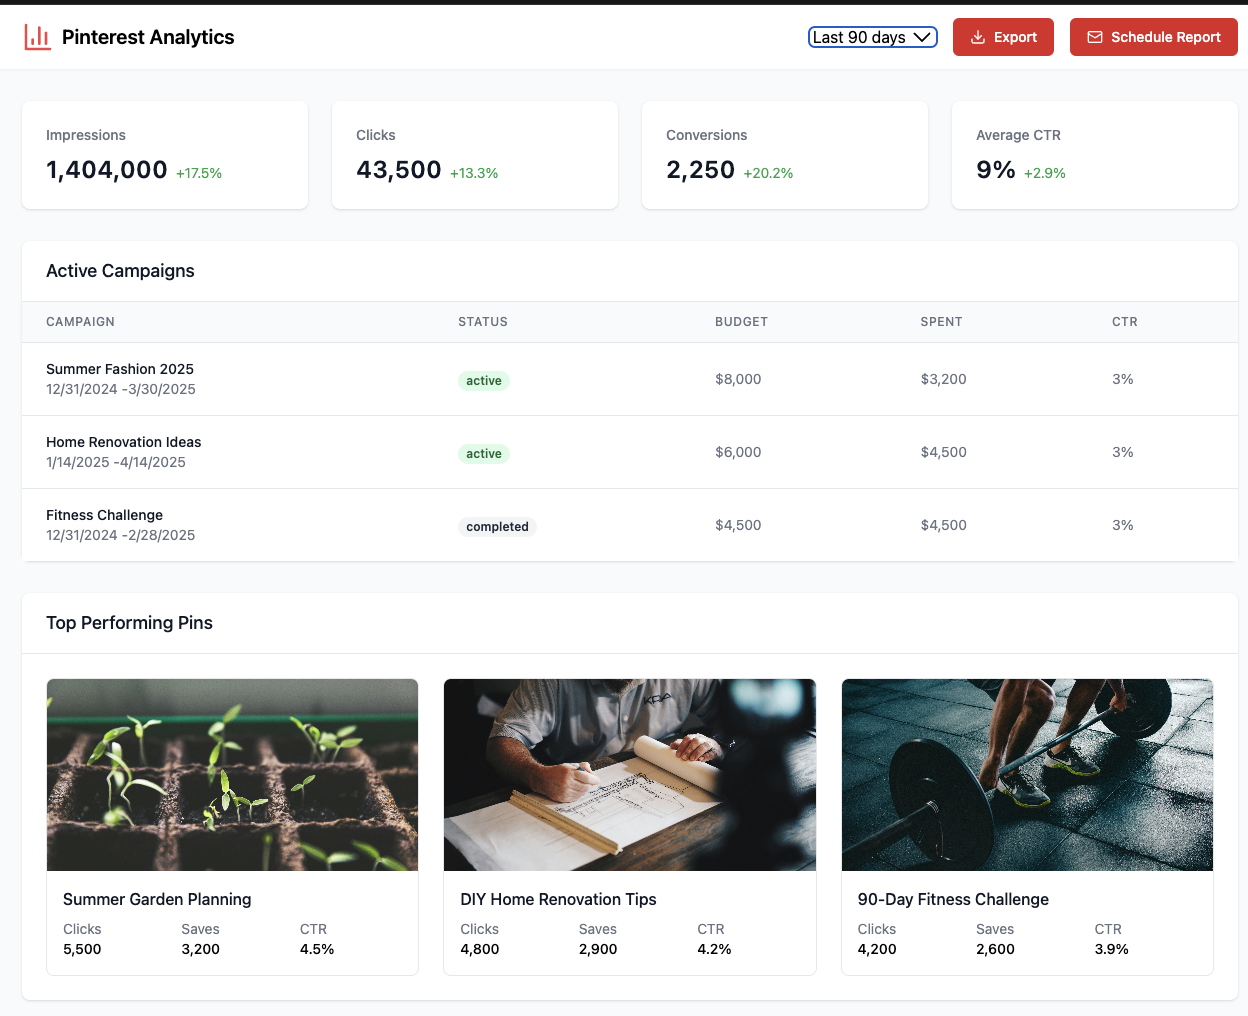 Pinterest Analytics
Last 90 days
Export
Schedule Report
Impressions
1,404,000 +17.5%
Clicks
43,500 +13.3%
Conversions
2,250 +20.2%
Average CTR
9% +2.9%
Active Campaigns
CAMPAIGN STATUS BUDGET SPENT CTR
Summer Fashion 2025
12/31/2024 -3/30/2025
active $8,000 $3,200 3%
Home Renovation Ideas
1/14/2025 -4/14/2025
active $6,000 $4,500 3%
Fitness Challenge
12/31/2024 -2/28/2025
completed $4,500 $4,500 3%
Top Performing Pins
KRA
Summer Garden Planning
Clicks Saves CTR
5,500 3,200 4.5%
DIY Home Renovation Tips
Clicks Saves CTR
4,800 2,900 4.2%
90-Day Fitness Challenge
Clicks Saves CTR
4,200 2,600 3.9%